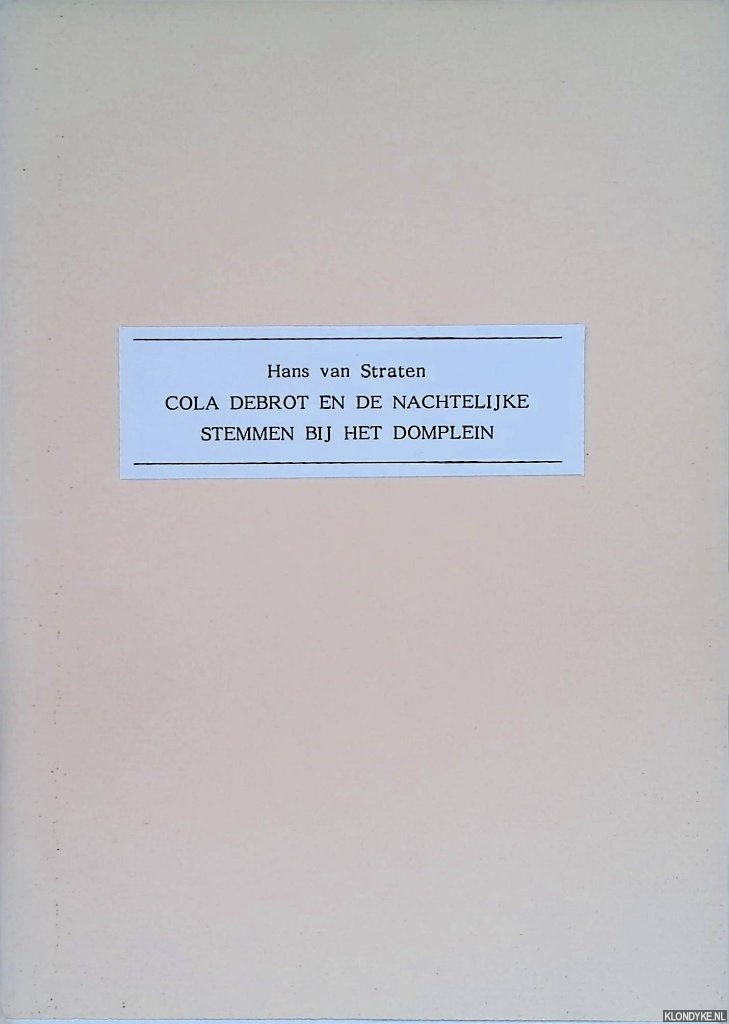 Hans van Straten
COLA DEBROT EN DE NACHTELIJKE
STEMMEN BIJ HET DOMPLEIN
KLONDYKE.NL